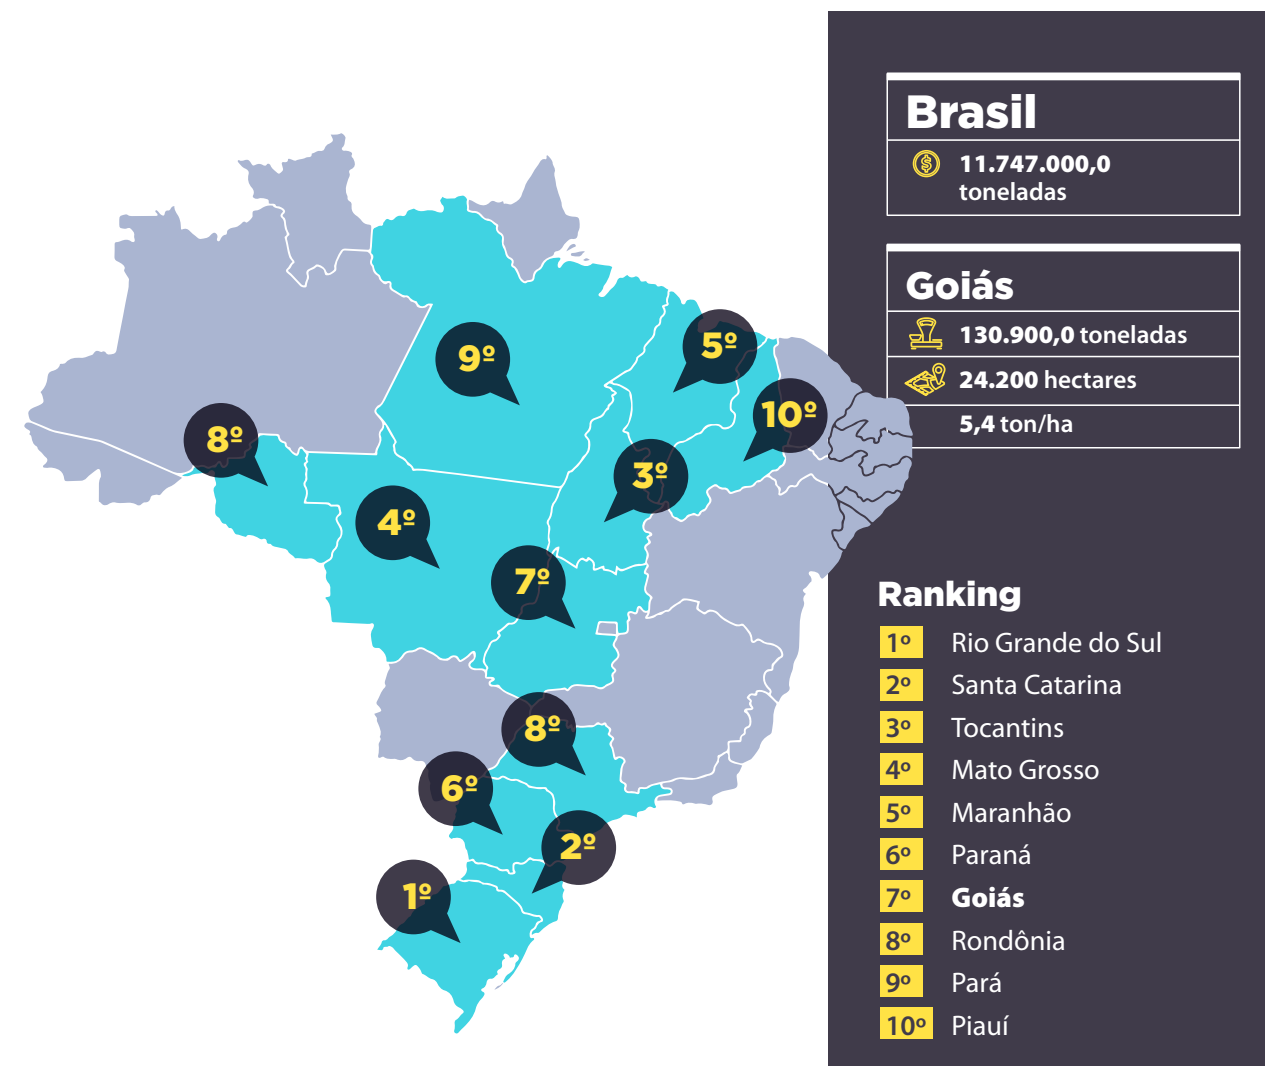 Brasil
11.747.000,0
toneladas
Goiás
130.900,0 toneladas
24.200 hectares
5,4 ton/ha
9º
5º
10º
8º
3º
4º
7º
8º
6º
2º
1º
Ranking
1º Rio Grande do Sul
2º Santa Catarina
3º Tocantins
4º Mato Grosso
5º Maranhão
6º Paraná
7º Goiás
8º Rondônia
9º Pará
10º Piauí